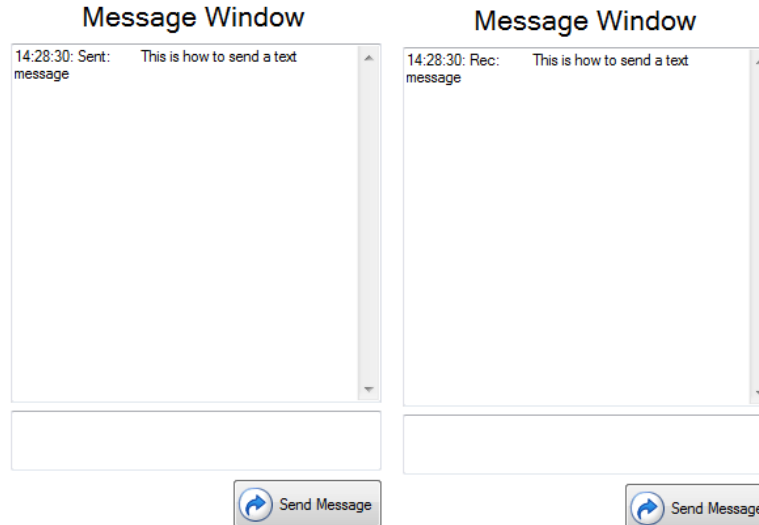 Message Window
14:28:30: Sent: This is how to send a text
message
Send Message
Message Window
14:28:30: Rec: This is how to send a text
message
Send Message